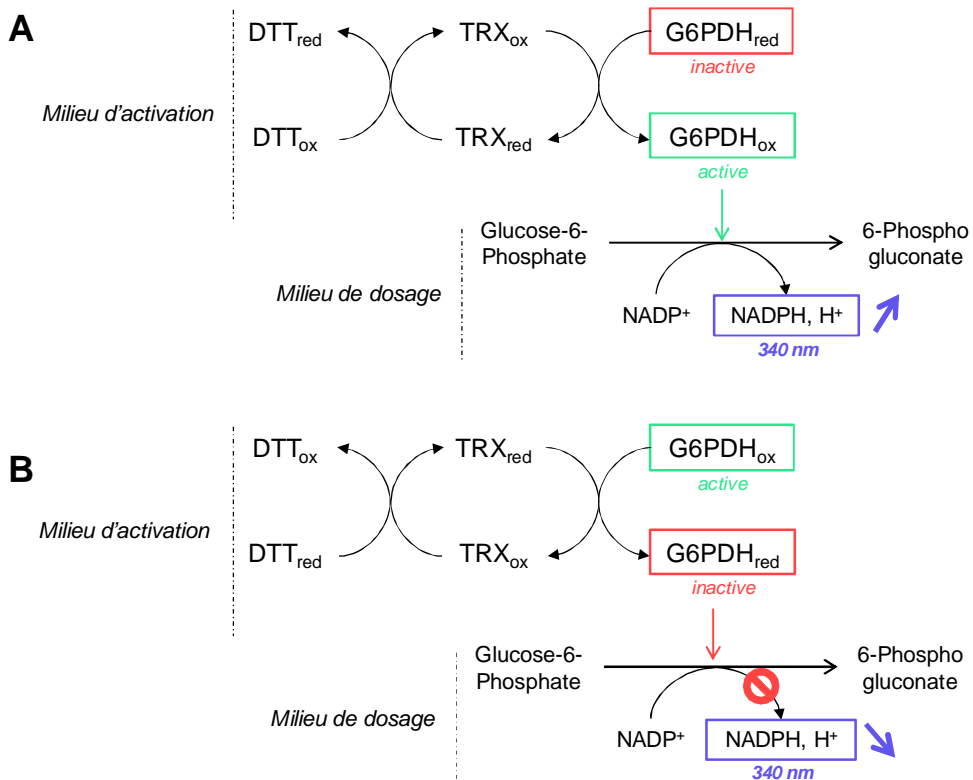 A
DTTred
TRXox
G6PDHred
inactive
Milieu d'activation
DTTox
TRXred
G6PDHox
active
Glucose-6-
Phosphate
6-Phospho
gluconate
Milieu de dosage
NADP+
NADPH, H+
340 nm
B
DTTox
TRXred
G6PDHox
active
Milieu d'activation
DTTred
TRXox
G6PDHred
inactive
Glucose-6-
Phosphate
6-Phospho
gluconate
Milieu de dosage
NADP+
NADPH, H+
340 nm